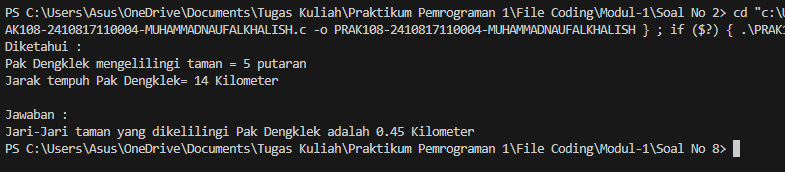 PS C:\Users\Asus\OneDrive\Documents\Tugas Kuliah\Praktikum Pemrograman 1\File Coding\Modul-1\Soal No 2> cd "c:\
AK108-2410817110004-MUHAMMADNAUFALKHALISH.c -o PRAK108-2410817110004-MUHAMMADNAUFALKHALISH } ; if ($?) { .\PRAK
Diketahui :
Pak Dengklek mengelilingi taman = 5 putaran
Jarak tempuh Pak Dengklek= 14 Kilometer
Jawaban :
Jari-Jari taman yang dikelilingi Pak Dengklek adalah 0.45 Kilometer
PS C:\Users\Asus\OneDrive\Documents\Tugas Kuliah\Praktikum Pemrograman 1\File Coding\Modul-1\Soal No 8>